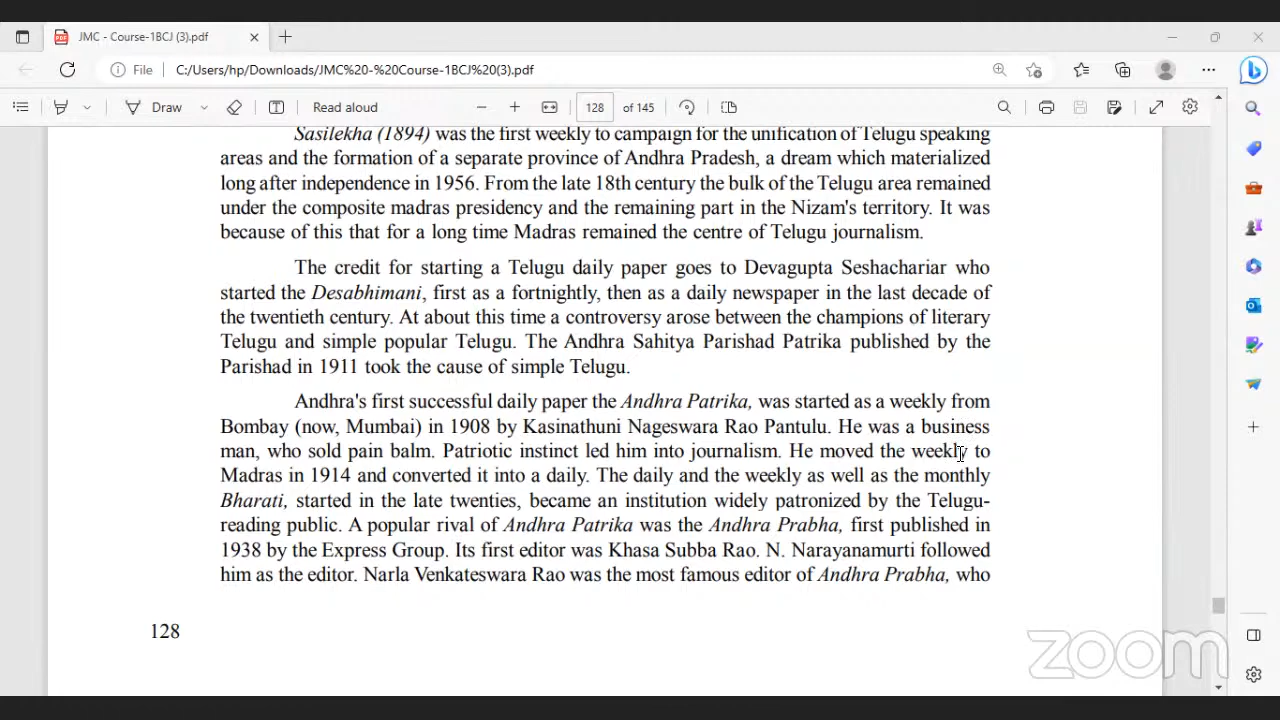 JMC - Course-1BCJ (3).pdf
File C:/Users/hp/Downloads/JMC%20-%20Course-1BCJ%20(3).pdf
Draw Read aloud 128 of 145
Sasilekha (1894) was the first weekly to campaign for the unification of Telugu speaking
areas and the formation of a separate province of Andhra Pradesh, a dream which materialized
long after independence in 1956. From the late 18th century the bulk of the Telugu area remained
under the composite madras presidency and the remaining part in the Nizam's territory. It was
because of this that for a long time Madras remained the centre of Telugu journalism.
The credit for starting a Telugu daily paper goes to Devagupta Seshachariar who
started the Desabhimani, first as a fortnightly, then as a daily newspaper in the last decade of
the twentieth century. At about this time a controversy arose between the champions of literary
Telugu and simple popular Telugu. The Andhra Sahitya Parishad Patrika published by the
Parishad in 1911 took the cause of simple Telugu.
Andhra's first successful daily paper the Andhra Patrika, was started as a weekly from
Bombay (now, Mumbai) in 1908 by Kasinathuni Nageswara Rao Pantulu. He was a business
man, who sold pain balm. Patriotic instinct led him into journalism. He moved the weekly to
Madras in 1914 and converted it into a daily. The daily and the weekly as well as the monthly
Bharati, started in the late twenties, became an institution widely patronized by the Telugu-
reading public. A popular rival of Andhra Patrika was the Andhra Prabha, first published in
1938 by the Express Group. Its first editor was Khasa Subba Rao. N. Narayanamurti followed
him as the editor. Narla Venkateswara Rao was the most famous editor of Andhra Prabha, who
128
zoom